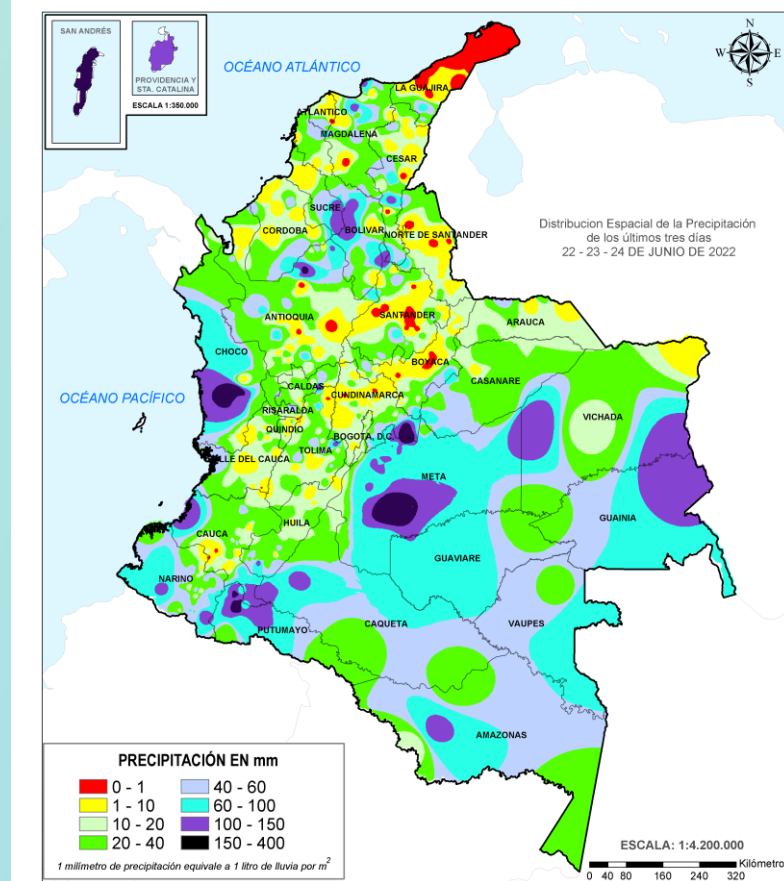 SAN ANDRÉS
PROVIDENCIA Y
STA. CATALINA
ESCALA 1:350.000
OCÉANO ATLÁNTICO
N
W
E
S
LA GUAJIRA
ATLANTICO
MAGDALENA
CESAR
SUCRE
CORDOBA
BOLIVAR
NORTE DE SANTANDER
Distribucion Espacial de la Precipitación
de los últimos tres días
22 - 23 - 24 DE JUNIO DE 2022
ANTIOQUIA
SANTANDER
ARAUCA
CHOCO
BOYACA
CASANARE
OCÉANO PACÍFICO
CALDAS
CUNDINAMARCA
RISARALDA
VICHADA
QUINDIO
BOGOTA, D.C.
TOLIMA
VALLE DEL CAUCA
META
GUAINIA
HUILA
CAUCA
GUAVIARE
NARINO
PUTUMAYO
CAQUETA
VAUPES
AMAZONAS
PRECIPITACIÓN EN mm
0 - 1
40 - 60
1 - 10
60 - 100
10 - 20
100 - 150
20 - 40
150 - 400
1 milímetro de precipitación equivale a 1 litro de lluvia por m²
ESCALA: 1:4.200.000
Kilómetro
0 40 80 160 240 320